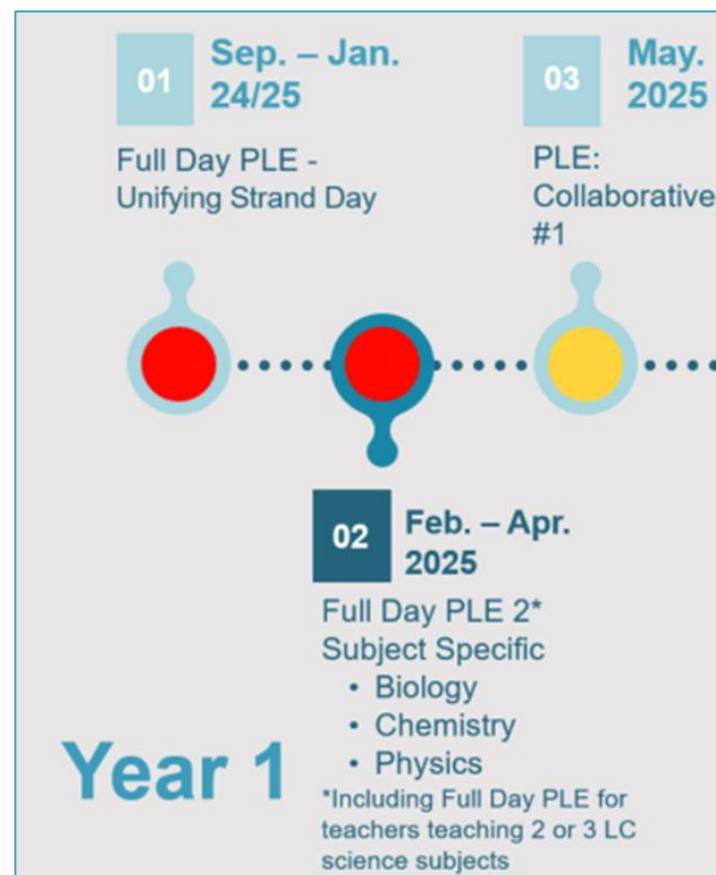 01
Sep. – Jan.
24/25
Full Day PLE -
Unifying Strand Day
03
May.
2025
PLE:
Collaborative
#1
02
Feb. – Apr.
2025
Full Day PLE 2*
Subject Specific
• Biology
• Chemistry
• Physics
*Including Full Day PLE for
teachers teaching 2 or 3 LC
science subjects
Year 1